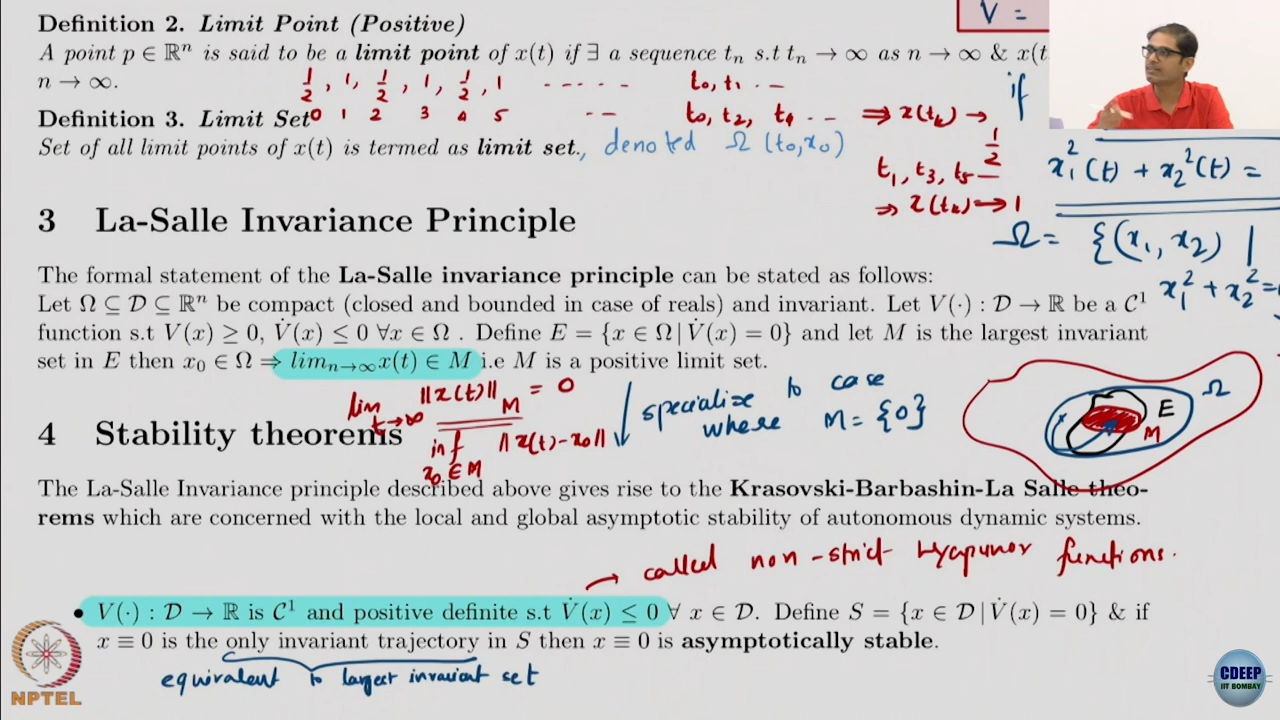 Definition 2. Limit Point (Positive)
V̇ =
A point p ∈ ℝⁿ is said to be a limit point of x(t) if ∃ a sequence tₙ s.t tₙ → ∞ as n → ∞ & x(t
n → ∞.
1/2, 1, 1/2, 1, 1/2, 1 - - - - - t₀, t₁ - -
if
Definition 3. Limit Set
0 1 2 3 4 5 - - t₀, t₂, t₄ - - ⇒ x(tₖ) → 1/2
Set of all limit points of x(t) is termed as limit set., denoted Ω (t₀, x₀)
t₁, t₃, t₅ —
⇒ x(tₖ) → 1
x₁²(t) + x₂²(t) =
Ω = {(x₁, x₂) |
x₁² + x₂² =
3 La-Salle Invariance Principle
The formal statement of the La-Salle invariance principle can be stated as follows:
Let Ω ⊆ 𝒟 ⊆ ℝⁿ be compact (closed and bounded in case of reals) and invariant. Let V(·) : 𝒟 → ℝ be a 𝒞¹
function s.t V(x) ≥ 0, V̇(x) ≤ 0 ∀x ∈ Ω . Define E = {x ∈ Ω | V̇(x) = 0} and let M is the largest invariant
set in E then x₀ ∈ Ω ⇒ limₙ→∞x(t) ∈ M i.e M is a positive limit set.
lim t→∞ ||x(t)||_M = 0
inf x₀ ∈ M ||x(t) - x₀||
specialize to case
where M = {0}
Ω
E
M
4 Stability theorems
The La-Salle Invariance principle described above gives rise to the Krasovski-Barbashin-La Salle theo-
rems which are concerned with the local and global asymptotic stability of autonomous dynamic systems.
→ called non-strict Lyapunov functions.
• V(·) : 𝒟 → ℝ is 𝒞¹ and positive definite s.t V̇(x) ≤ 0 ∀ x ∈ 𝒟. Define S = {x ∈ 𝒟 | V̇(x) = 0} & if
x ≡ 0 is the only invariant trajectory in S then x ≡ 0 is asymptotically stable.
equivalent to largest invariant set
NPTEL
CDEEP
IIT BOMBAY